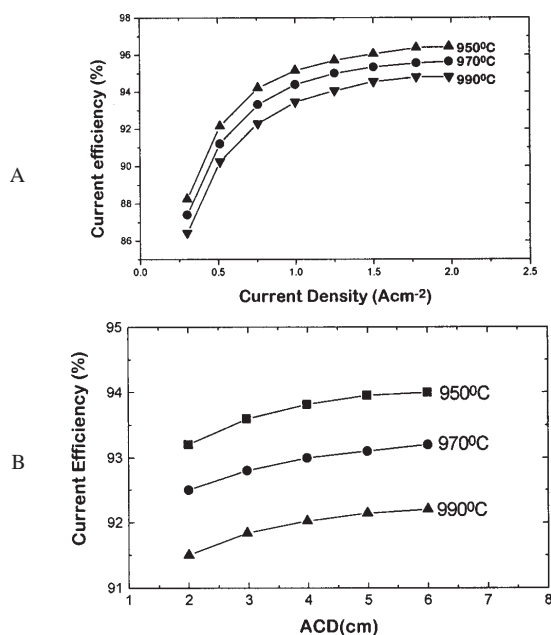 A
98
96
94
92
90
88
86
Current efficiency (%)
950⁰C
970⁰C
990⁰C
0.0 0.5 1.0 1.5 2.0 2.5
Current Density (Acm-2)
B
95
94
93
92
91
Current Efficiency (%)
950⁰C
970⁰C
990⁰C
1 2 3 4 5 6 7 8
ACD(cm)